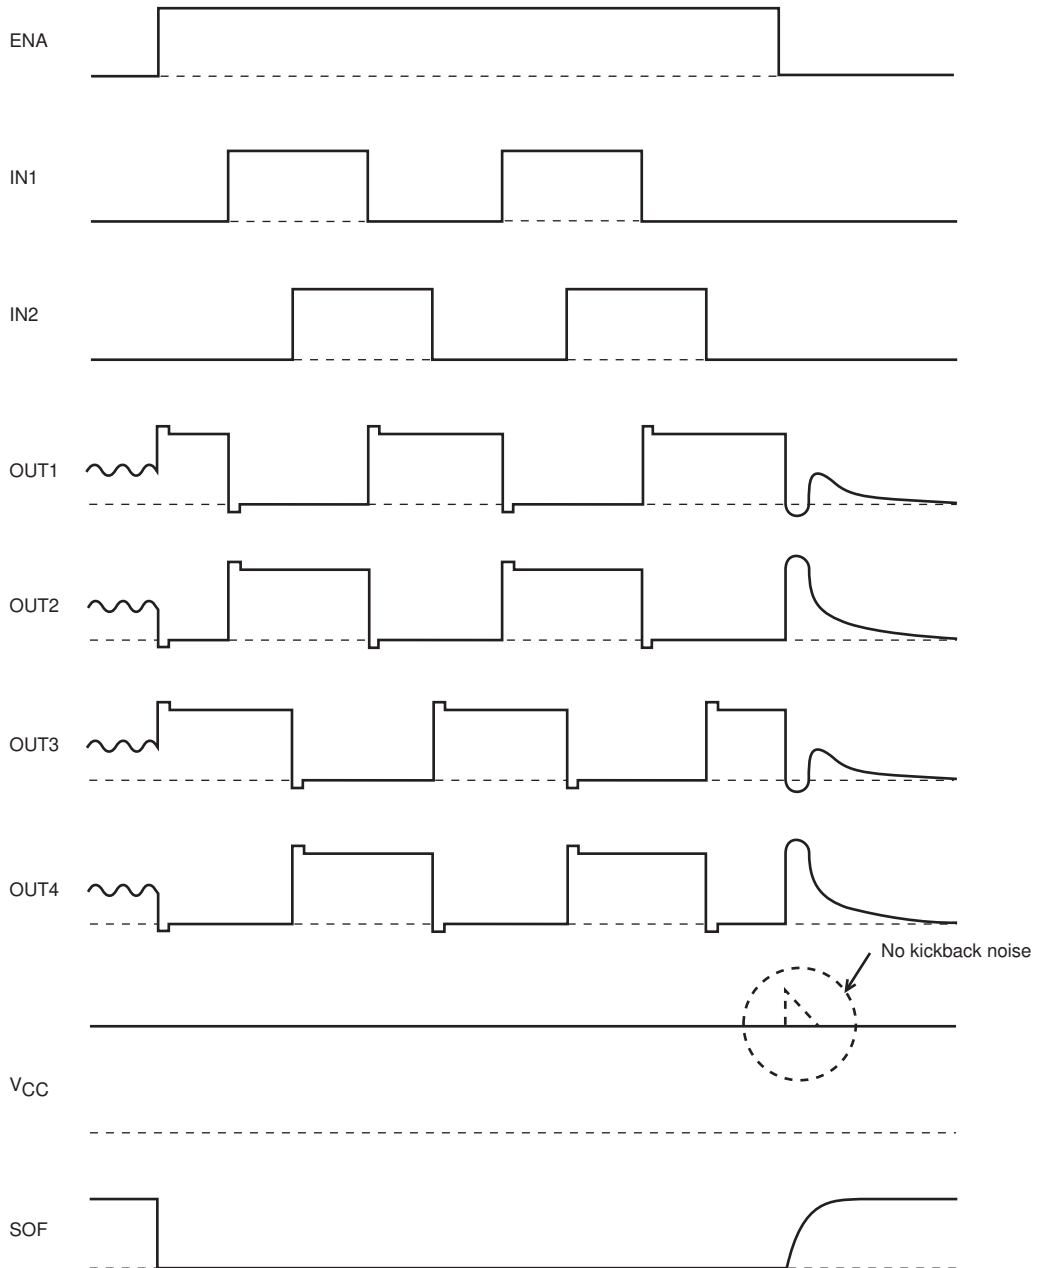 ENA
IN1
IN2
OUT1
OUT2
OUT3
OUT4
No kickback noise
VCC
SOF